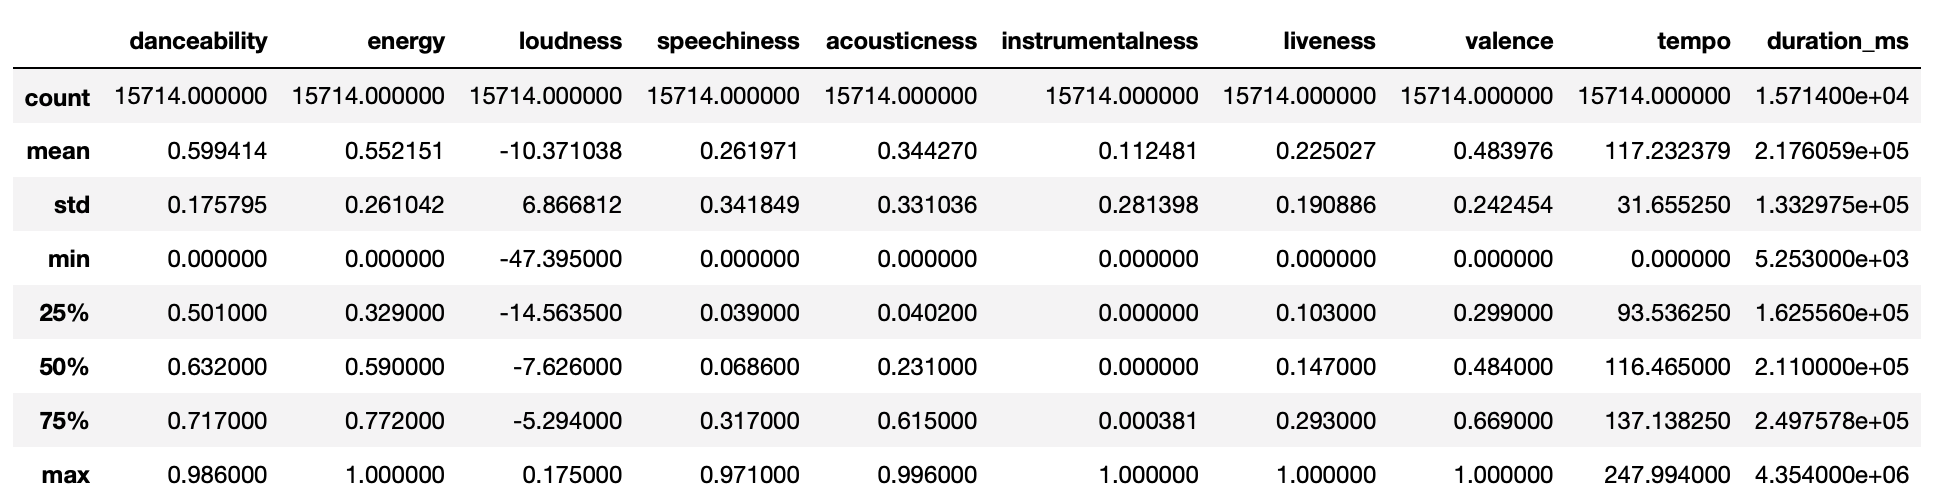 danceability energy loudness speechiness acousticness instrumentalness liveness valence tempo duration_ms
count 15714.000000 15714.000000 15714.000000 15714.000000 15714.000000 15714.000000 15714.000000 15714.000000 15714.000000 1.571400e+04
mean 0.599414 0.552151 -10.371038 0.261971 0.344270 0.112481 0.225027 0.483976 117.232379 2.176059e+05
std 0.175795 0.261042 6.866812 0.341849 0.331036 0.281398 0.190886 0.242454 31.655250 1.332975e+05
min 0.000000 0.000000 -47.395000 0.000000 0.000000 0.000000 0.000000 0.000000 0.000000 5.253000e+03
25% 0.501000 0.329000 -14.563500 0.039000 0.040200 0.000000 0.103000 0.299000 93.536250 1.625560e+05
50% 0.632000 0.590000 -7.626000 0.068600 0.231000 0.000000 0.147000 0.484000 116.465000 2.110000e+05
75% 0.717000 0.772000 -5.294000 0.317000 0.615000 0.000381 0.293000 0.669000 137.138250 2.497578e+05
max 0.986000 1.000000 0.175000 0.971000 0.996000 1.000000 1.000000 1.000000 247.994000 4.354000e+06